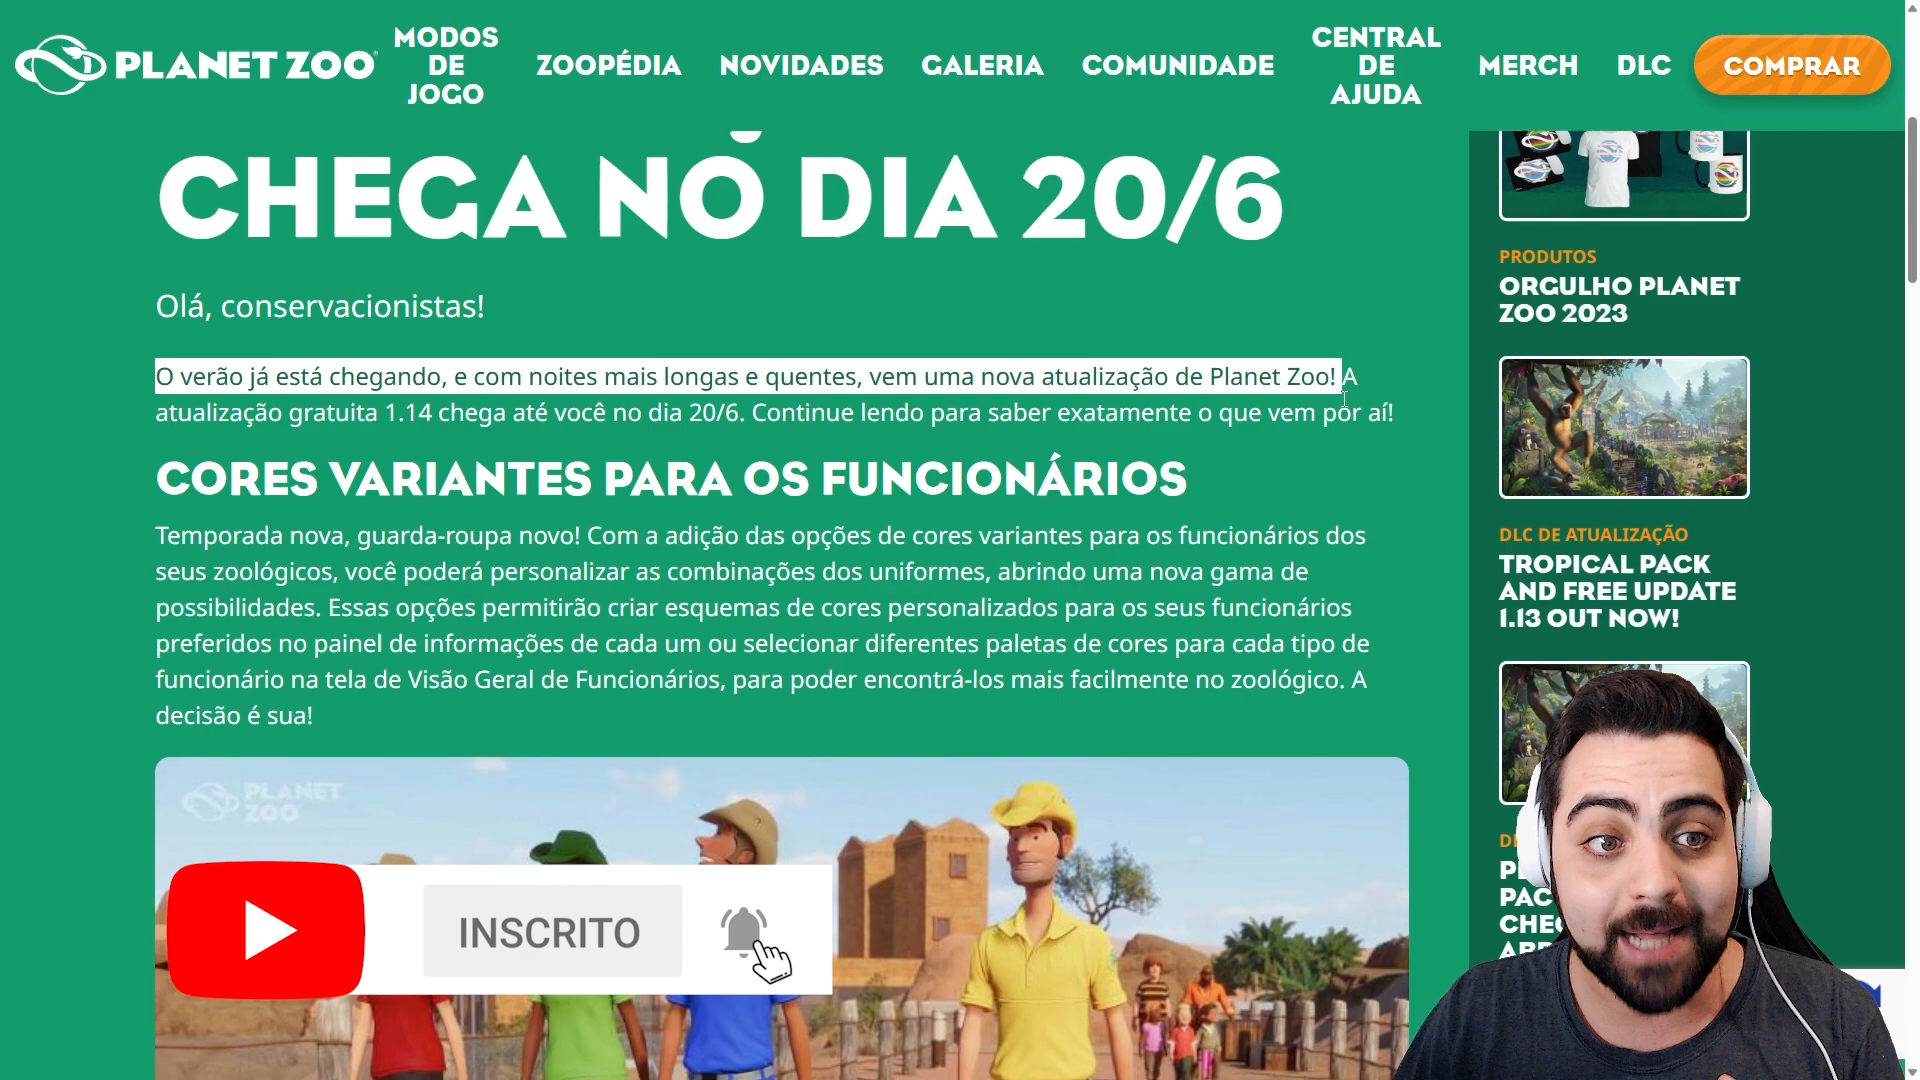 PLANET ZOO
MODOS
DE
JOGO
ZOOPÉDIA
NOVIDADES
GALERIA
COMUNIDADE
CENTRAL
DE
AJUDA
MERCH
DLC
COMPRAR
CHEGA NO DIA 20/6
Olá, conservacionistas!
O verão já está chegando, e com noites mais longas e quentes, vem uma nova atualização de Planet Zoo! A
atualização gratuita 1.14 chega até você no dia 20/6. Continue lendo para saber exatamente o que vem por aí!
CORES VARIANTES PARA OS FUNCIONÁRIOS
Temporada nova, guarda-roupa novo! Com a adição das opções de cores variantes para os funcionários dos
seus zoológicos, você poderá personalizar as combinações dos uniformes, abrindo uma nova gama de
possibilidades. Essas opções permitirão criar esquemas de cores personalizados para os seus funcionários
preferidos no painel de informações de cada um ou selecionar diferentes paletas de cores para cada tipo de
funcionário na tela de Visão Geral de Funcionários, para poder encontrá-los mais facilmente no zoológico. A
decisão é sua!
PLANET
ZOO
INSCRITO
PRODUTOS
ORGULHO PLANET
ZOO 2023
DLC DE ATUALIZAÇÃO
TROPICAL PACK
AND FREE UPDATE
1.13 OUT NOW!
PAC